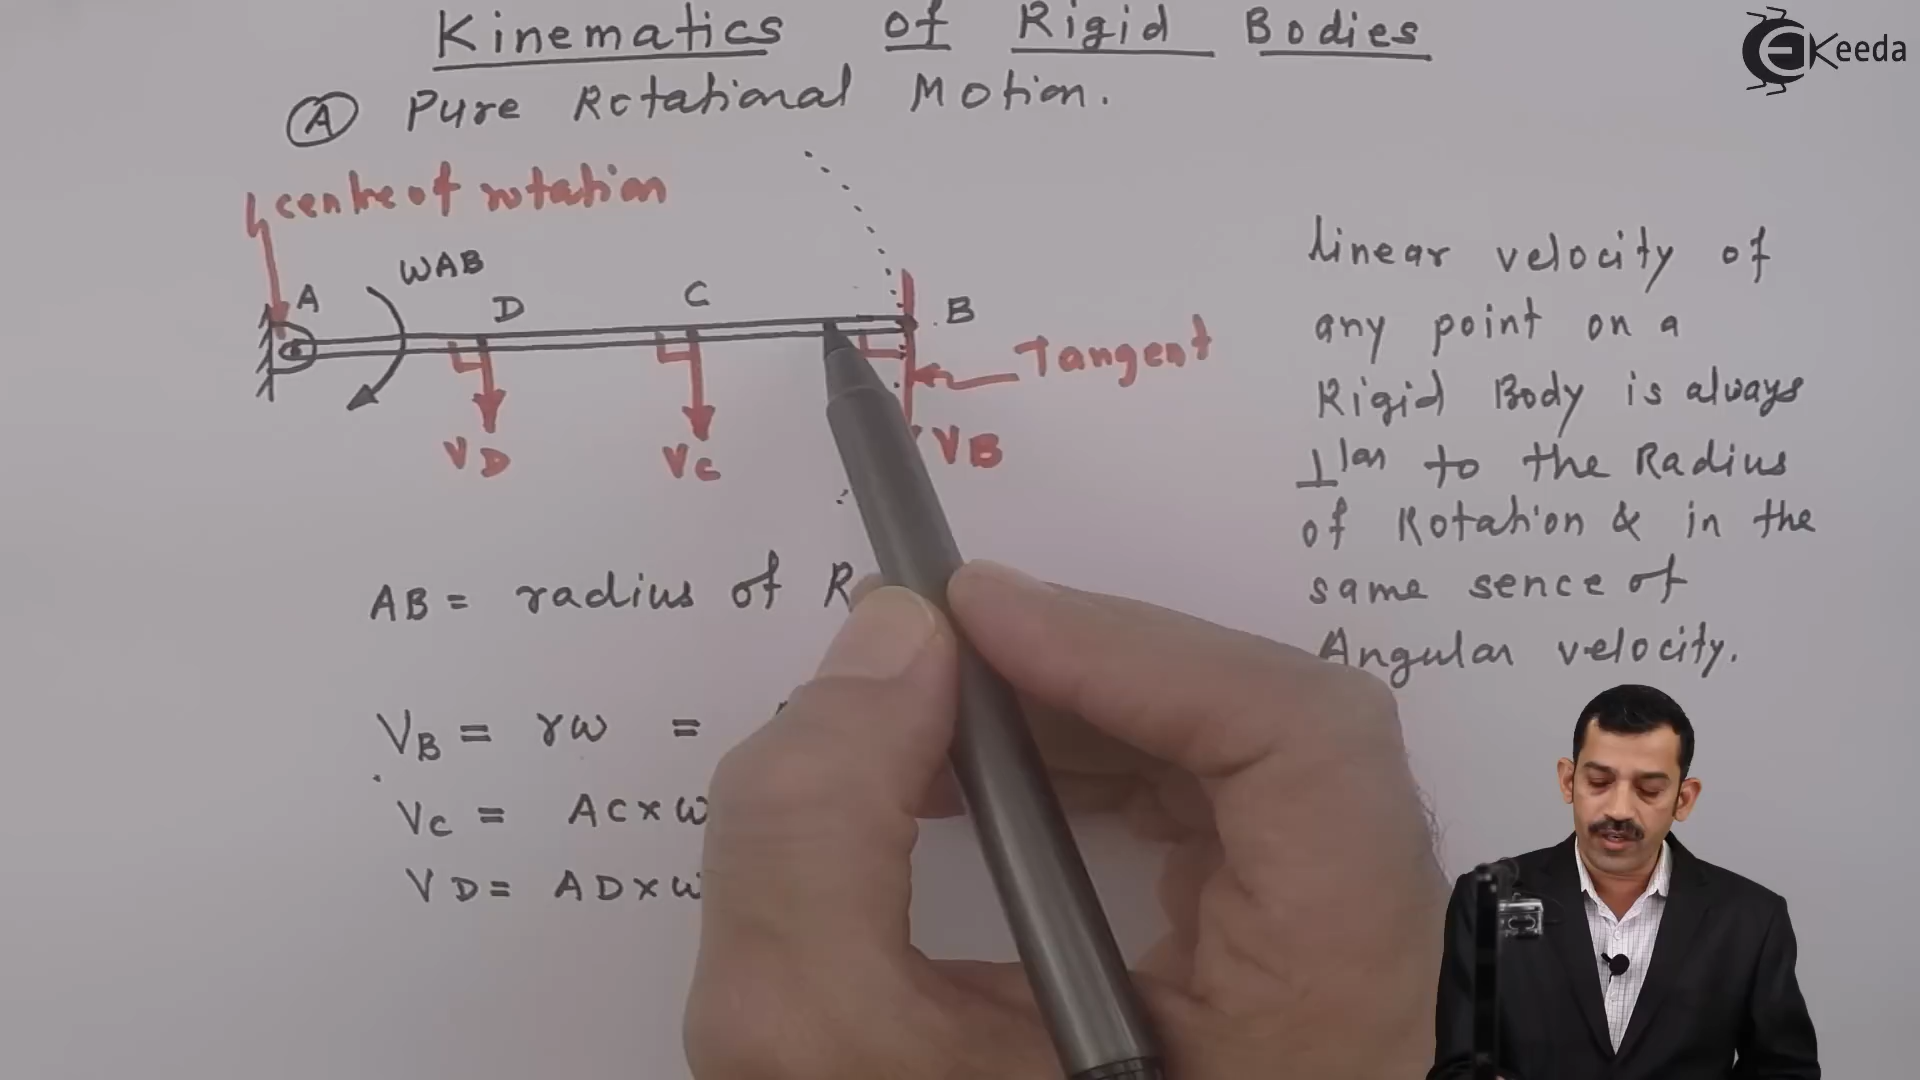 Kinematics of Rigid Bodies
EKeeda
A Pure Rotational Motion.
centre of rotation
linear velocity of
any point on a
Rigid Body is always
⊥lar to the Radius
of Rotation & in the
same sence of
Angular velocity.
A
WAB
D
C
B
Tangent
VD
VC
VB
AB = radius of R
VB = rω =
VC = AC × ω
VD = AD × ω